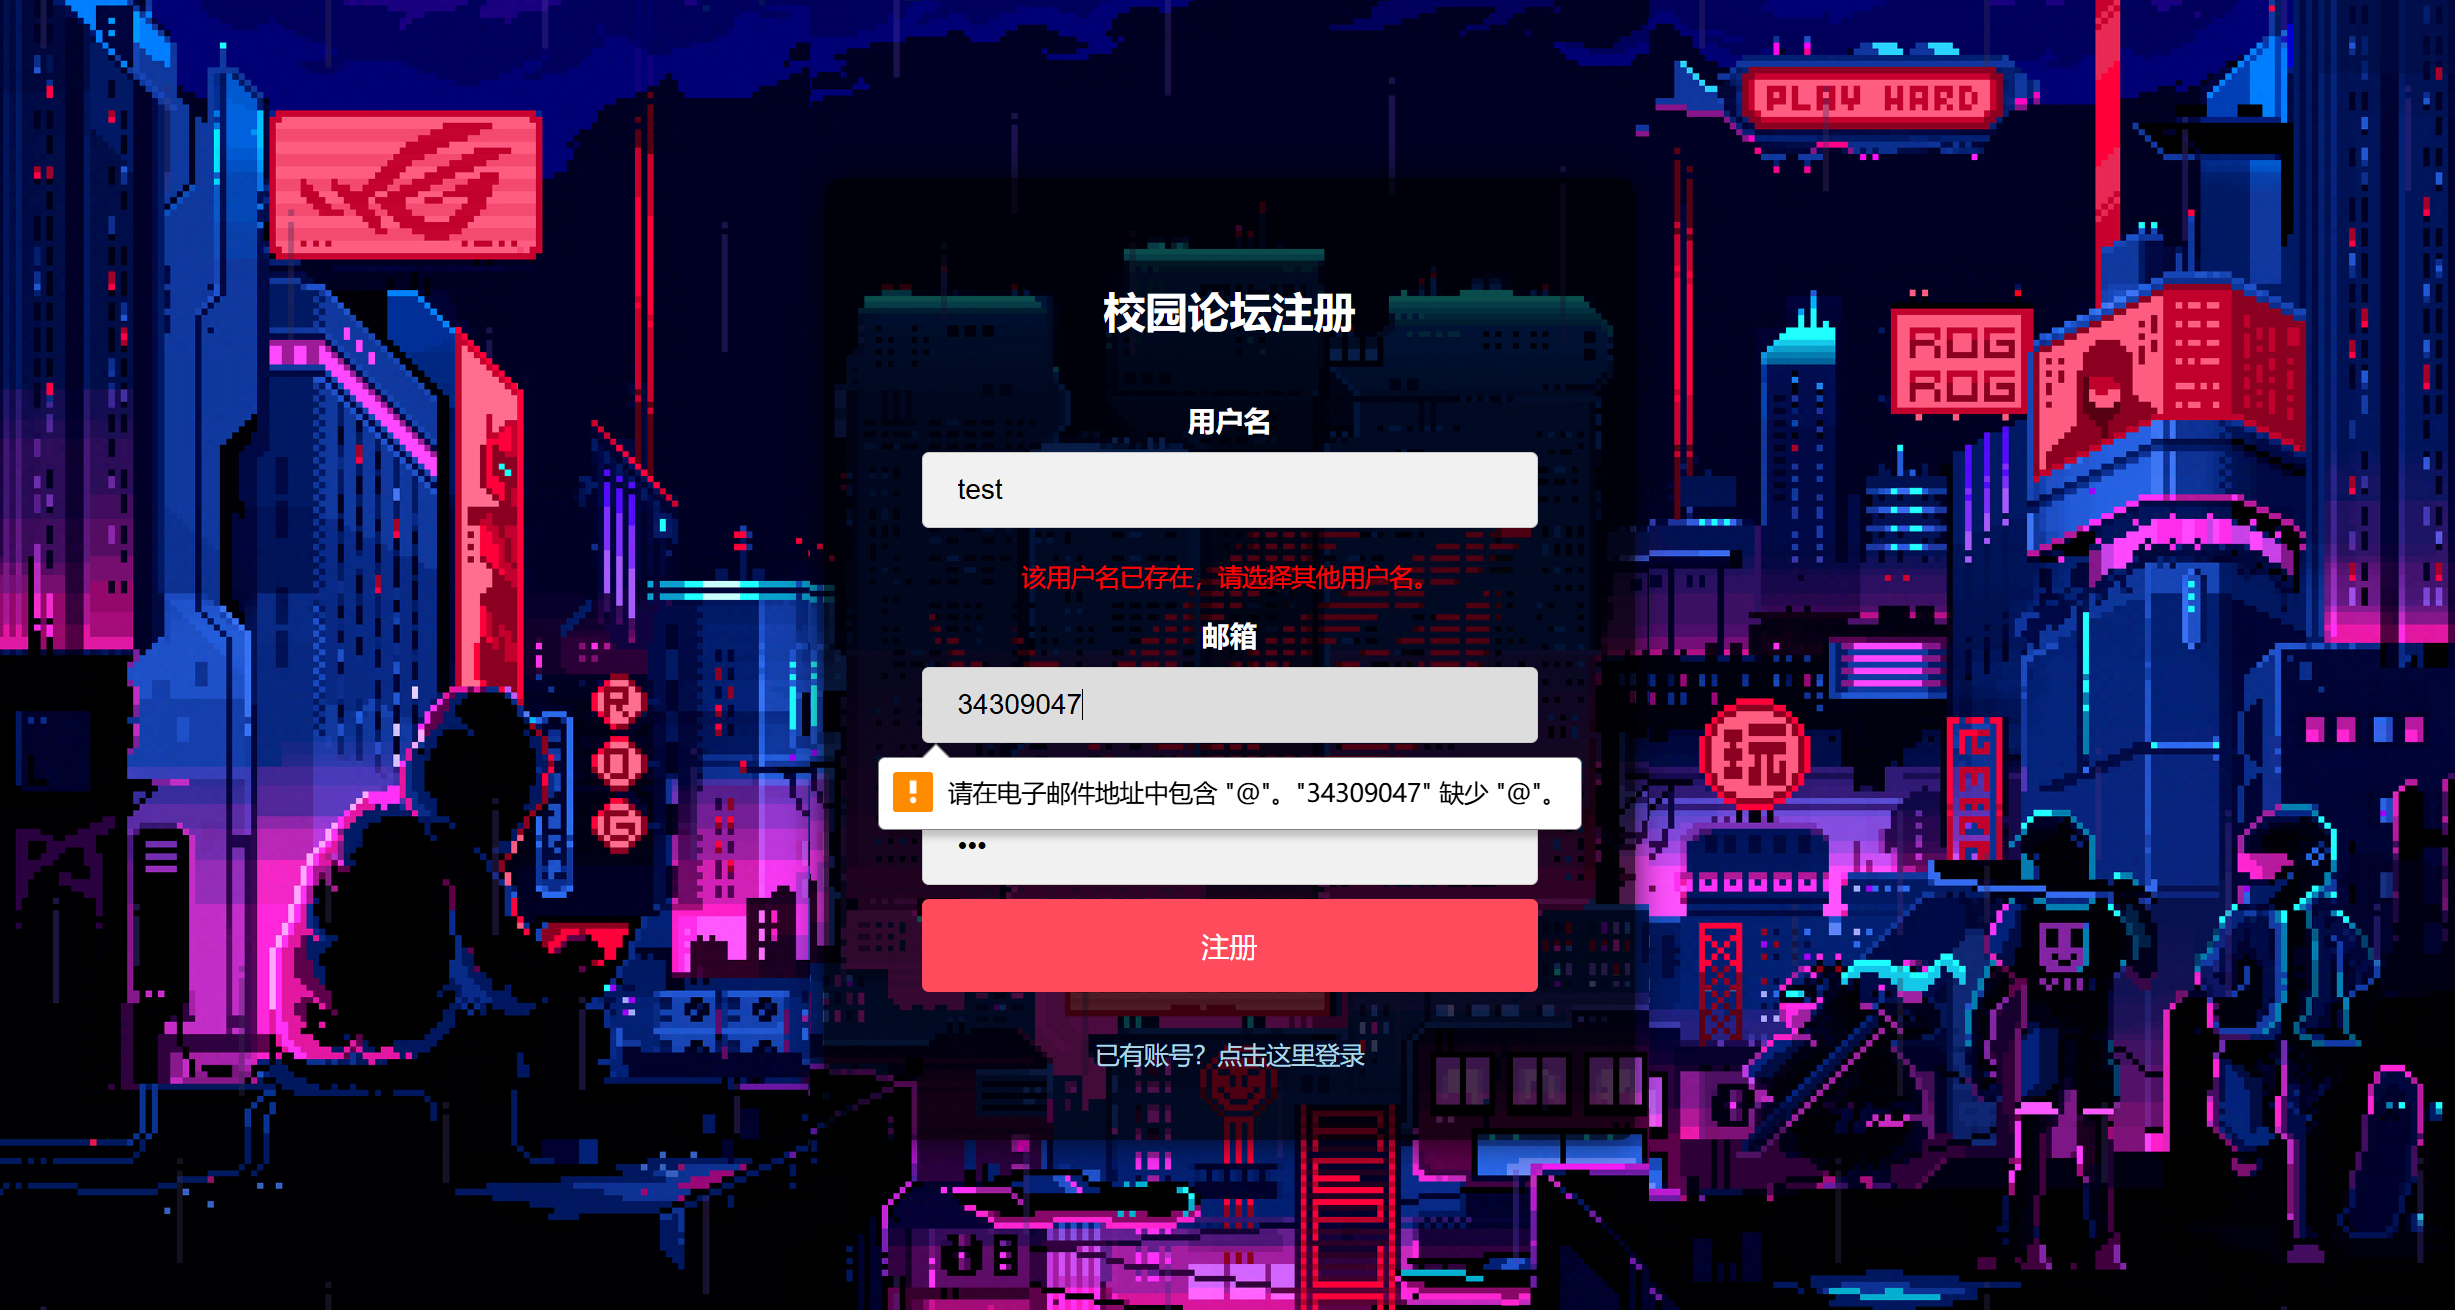 PLAY HARD
校园论坛注册
ROG
ROG
用户名
test
该用户名已存在，请选择其他用户名。
邮箱
34309047
R
O
G
玩
请在电子邮件地址中包含 "@"。"34309047" 缺少 "@"。
•••
注册
已有账号？点击这里登录